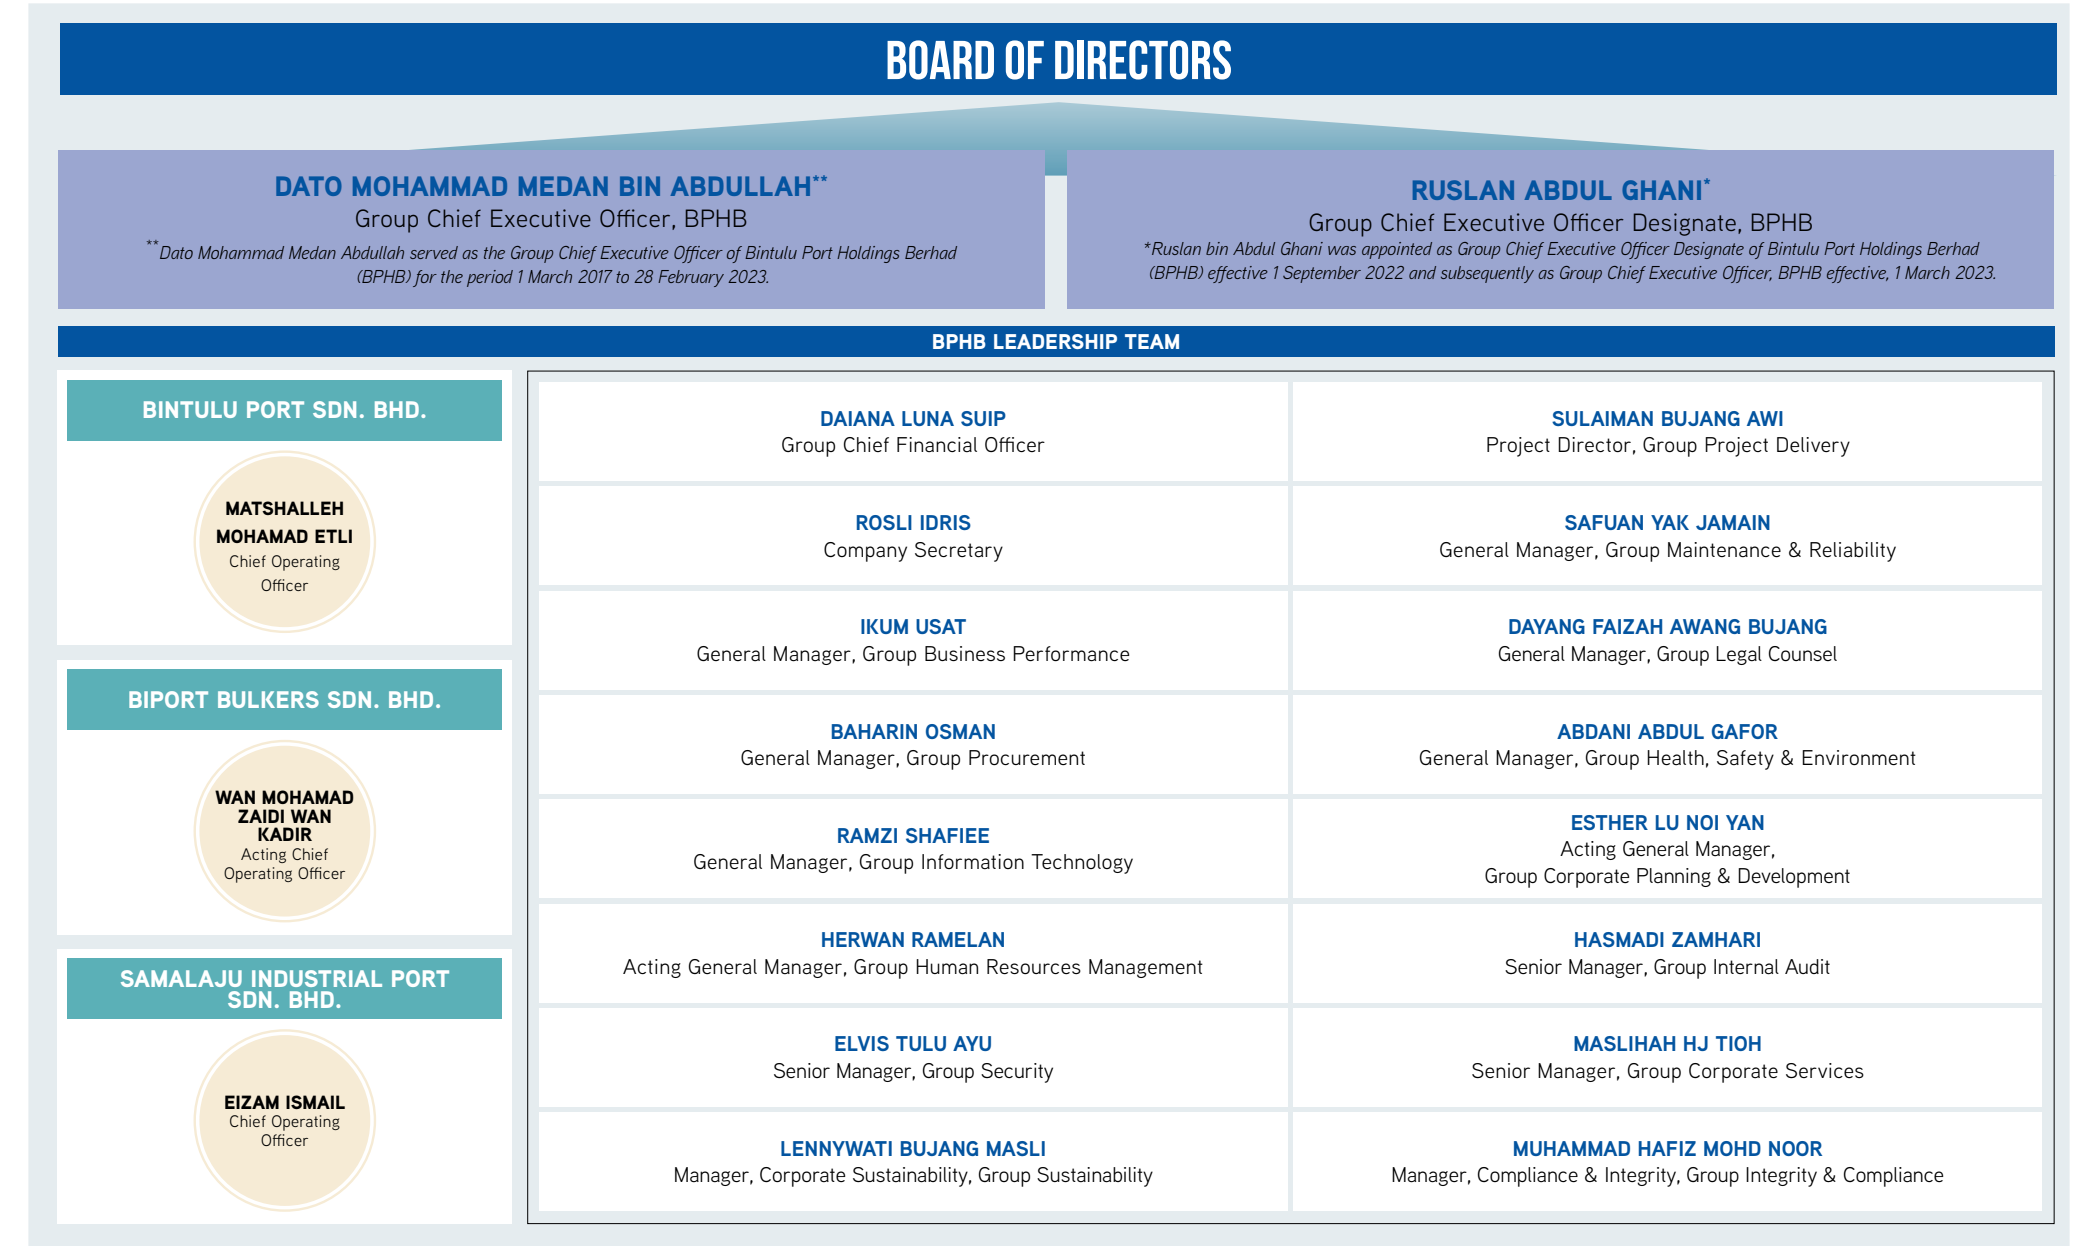 BOARD OF DIRECTORS
DATO MOHAMMAD MEDAN BIN ABDULLAH**
Group Chief Executive Officer, BPHB
**Dato Mohammad Medan Abdullah served as the Group Chief Executive Officer of Bintulu Port Holdings Berhad
(BPHB) for the period 1 March 2017 to 28 February 2023.
RUSLAN ABDUL GHANI*
Group Chief Executive Officer Designate, BPHB
*Ruslan bin Abdul Ghani was appointed as Group Chief Executive Officer Designate of Bintulu Port Holdings Berhad
(BPHB) effective 1 September 2022 and subsequently as Group Chief Executive Officer, BPHB effective, 1 March 2023.
BPHB LEADERSHIP TEAM
BINTULU PORT SDN. BHD.
MATSHALLEH
MOHAMAD ETLI
Chief Operating
Officer
BIPORT BULKERS SDN. BHD.
WAN MOHAMAD
ZAIDI WAN
KADIR
Acting Chief
Operating Officer
SAMALAJU INDUSTRIAL PORT
SDN. BHD.
EIZAM ISMAIL
Chief Operating
Officer
DAIANA LUNA SUIP
Group Chief Financial Officer
SULAIMAN BUJANG AWI
Project Director, Group Project Delivery
ROSLI IDRIS
Company Secretary
SAFUAN YAK JAMAIN
General Manager, Group Maintenance & Reliability
IKUM USAT
General Manager, Group Business Performance
DAYANG FAIZAH AWANG BUJANG
General Manager, Group Legal Counsel
BAHARIN OSMAN
General Manager, Group Procurement
ABDANI ABDUL GAFOR
General Manager, Group Health, Safety & Environment
RAMZI SHAFIEE
General Manager, Group Information Technology
ESTHER LU NOI YAN
Acting General Manager,
Group Corporate Planning & Development
HERWAN RAMELAN
Acting General Manager, Group Human Resources Management
HASMADI ZAMHARI
Senior Manager, Group Internal Audit
ELVIS TULU AYU
Senior Manager, Group Security
MASLIHAH HJ TIOH
Senior Manager, Group Corporate Services
LENNYWATI BUJANG MASLI
Manager, Corporate Sustainability, Group Sustainability
MUHAMMAD HAFIZ MOHD NOOR
Manager, Compliance & Integrity, Group Integrity & Compliance